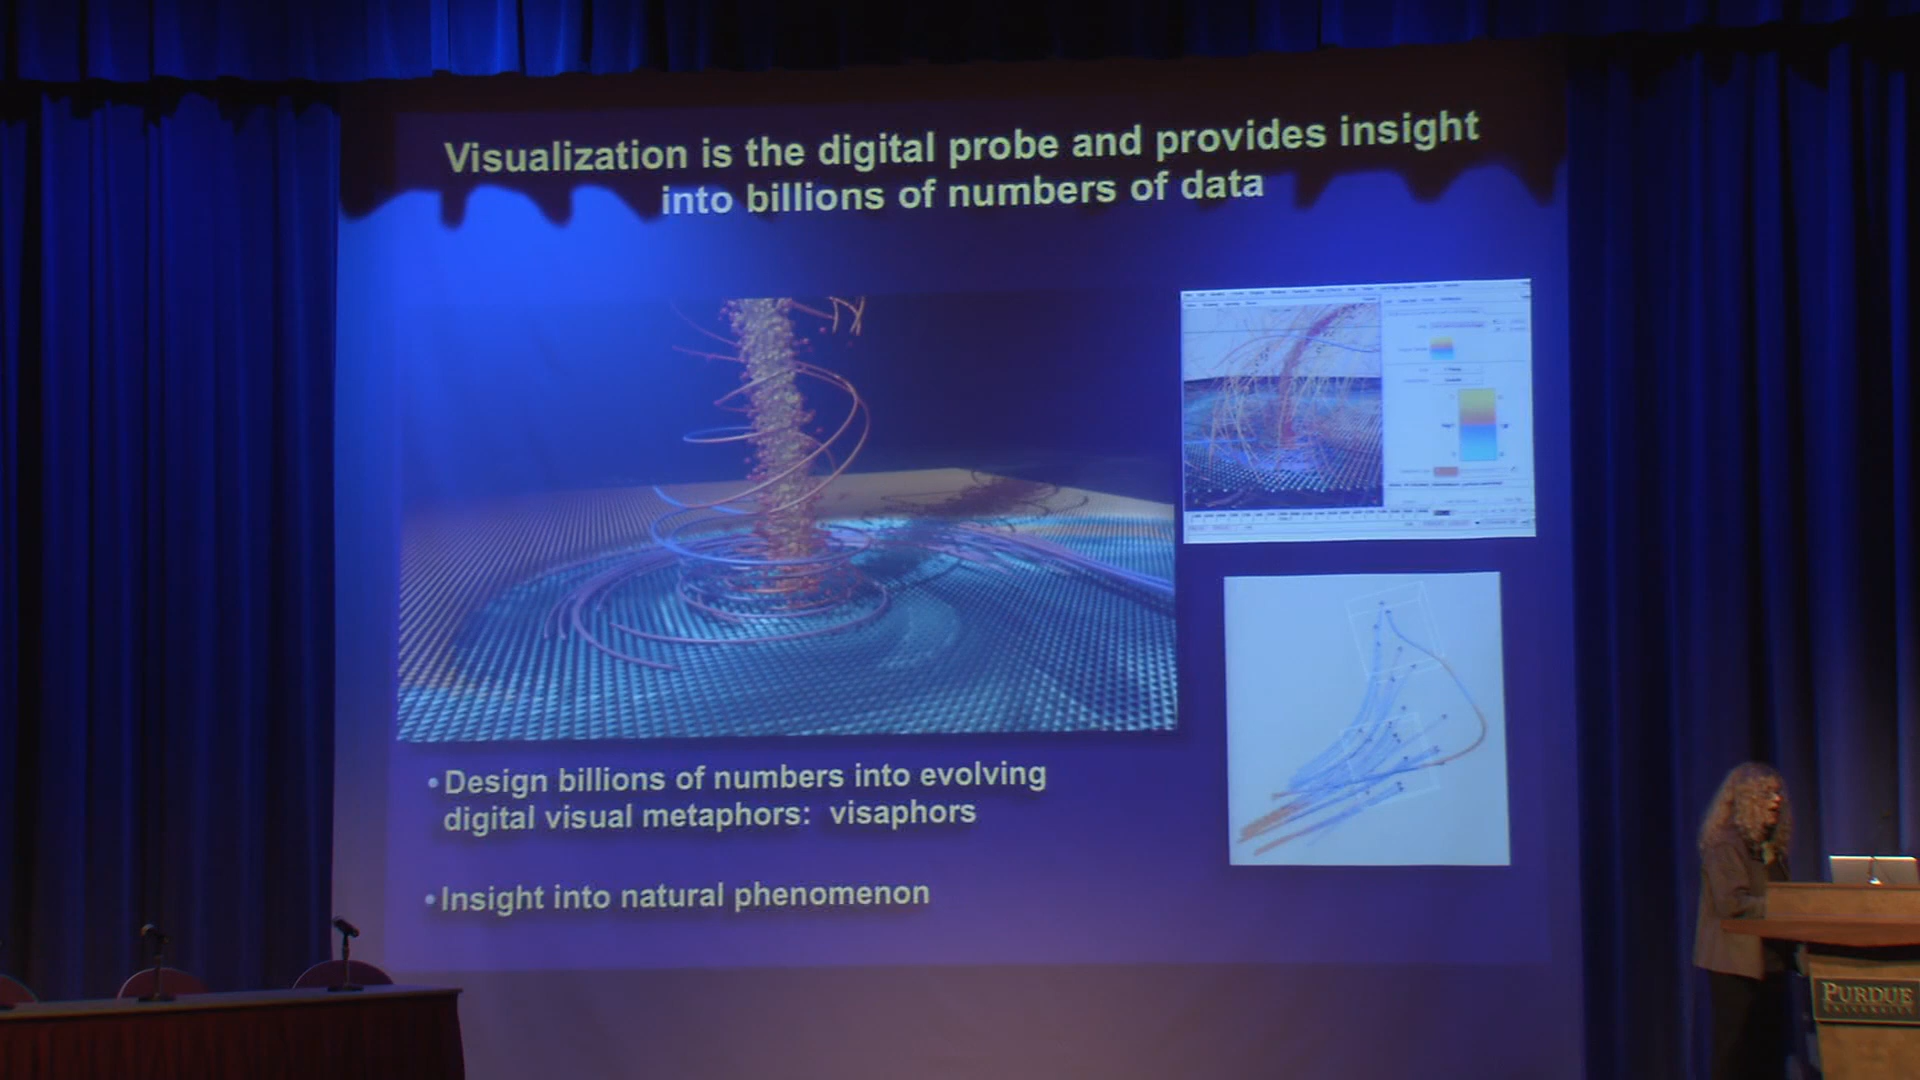 Visualization is the digital probe and provides insight
into billions of numbers of data
• Design billions of numbers into evolving
digital visual metaphors: visaphors
• Insight into natural phenomenon
PURDUE
UNIVERSITY